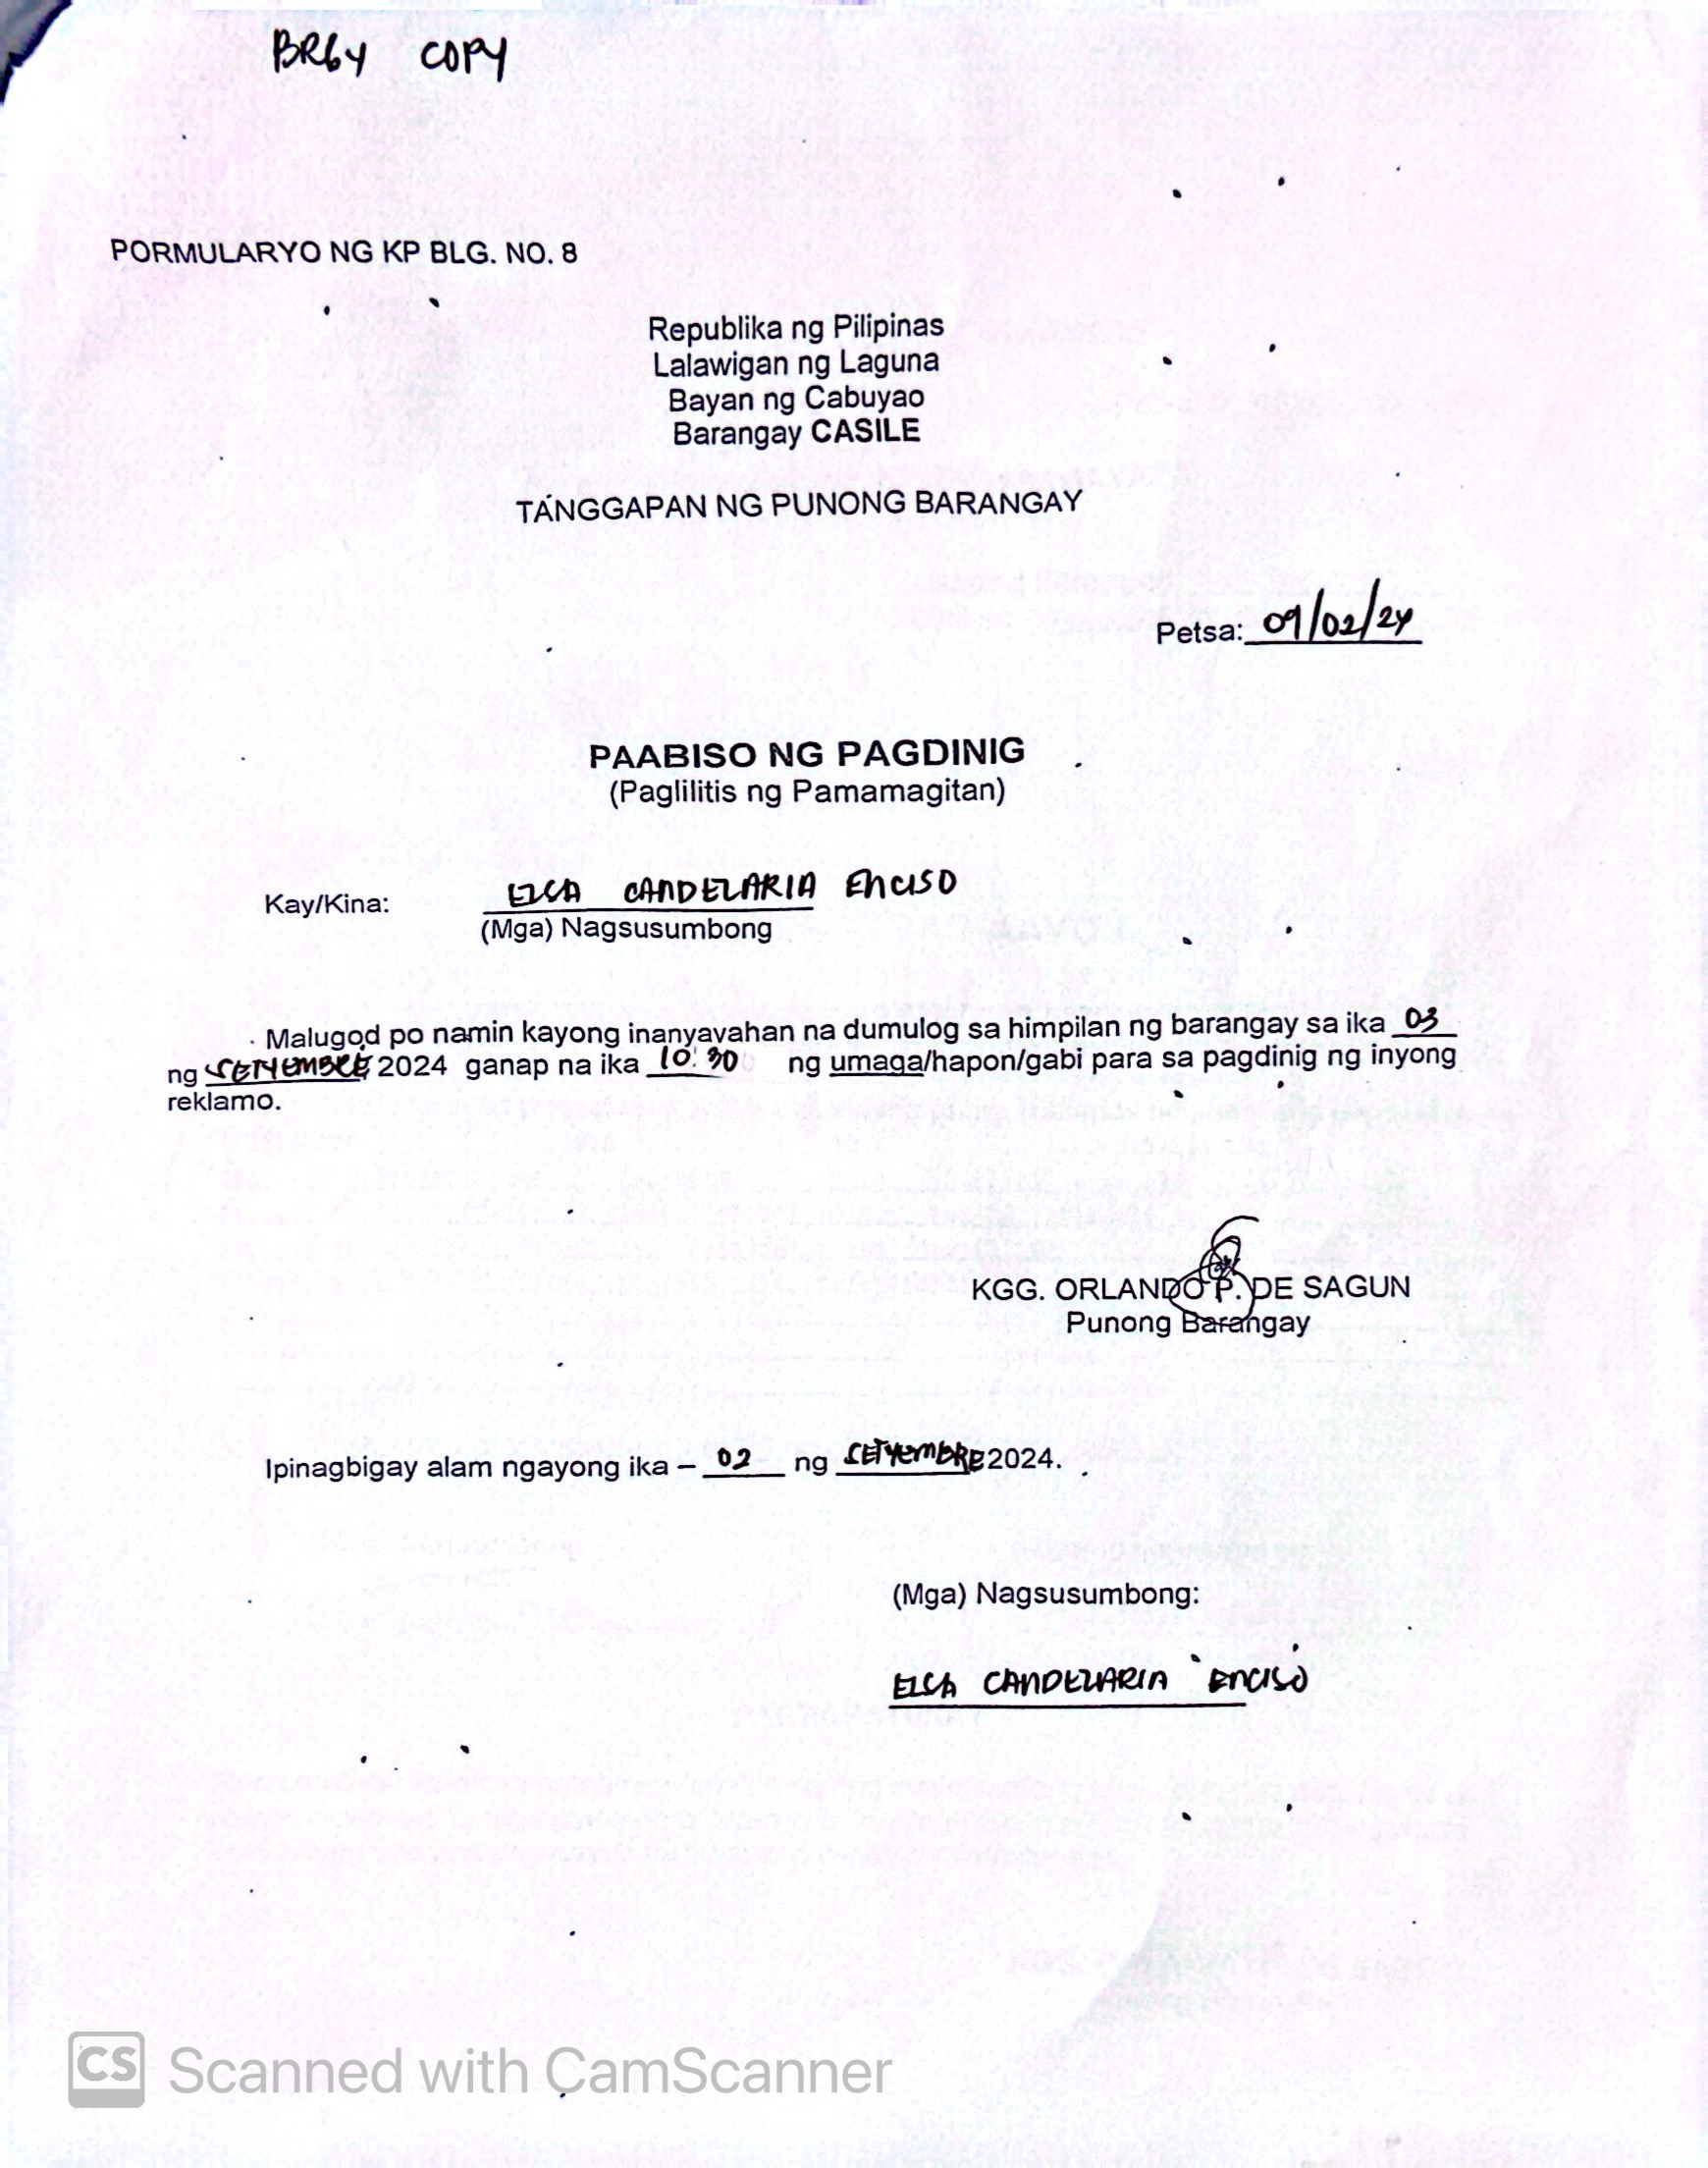 BRGY COPY
PORMULARYO NG KP BLG. NO. 8
Republika ng Pilipinas
Lalawigan ng Laguna
Bayan ng Cabuyao
Barangay CASILE
TANGGAPAN NG PUNONG BARANGAY
Petsa: 09/02/24
PAABISO NG PAGDINIG
(Paglilitis ng Pamamagitan)
Kay/Kina: ELSA CANDELARIA ENCISO
(Mga) Nagsusumbong
Malugod po namin kayong inanyayahan na dumulog sa himpilan ng barangay sa ika 03
ng SETYEMBRE, 2024 ganap na ika 10:30 ng umaga/hapon/gabi para sa pagdinig ng inyong
reklamo.
KGG. ORLANDO P. DE SAGUN
Punong Barangay
Ipinagbigay alam ngayong ika – 02 ng SETYEMBRE 2024.
(Mga) Nagsusumbong:
ELSA CANDELARIA ENCISO
CS Scanned with CamScanner